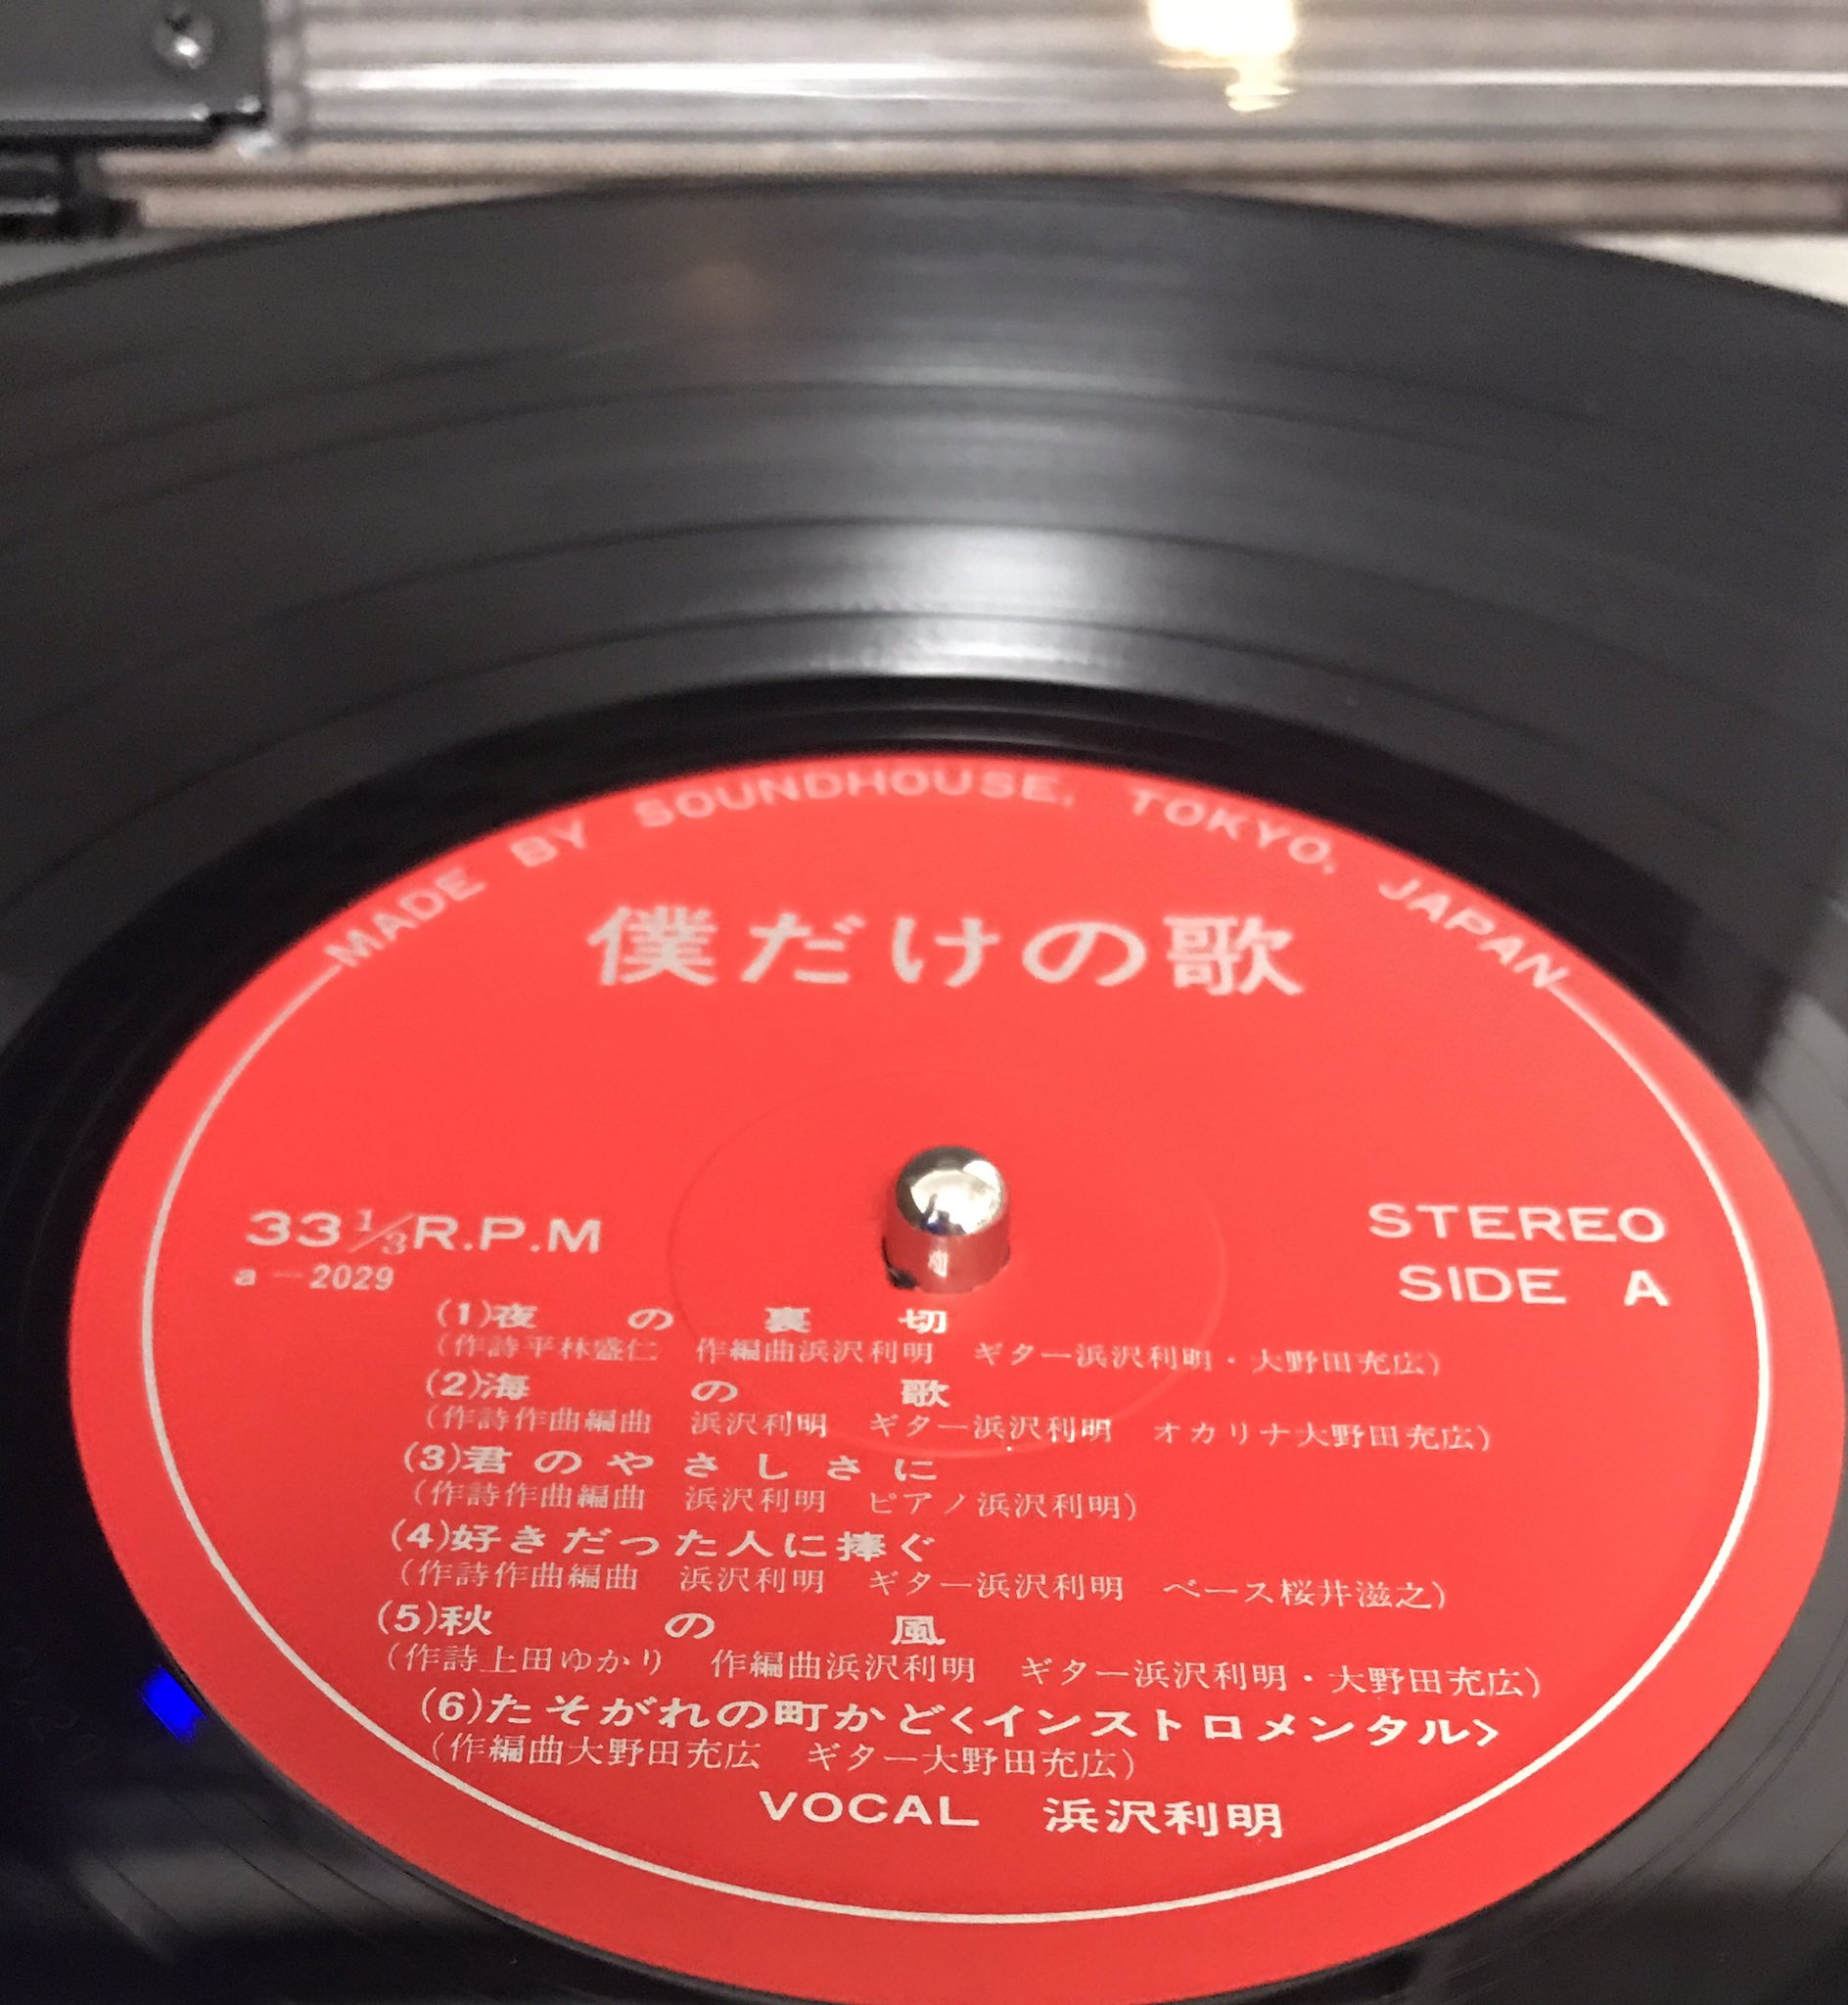 MADE BY SOUNDHOUSE, TOKYO, JAPAN
僕だけの歌
33⅓R.P.M
a－2029
STEREO
SIDE A
(1)夜の裏切
(作詩平林盛仁　作編曲浜沢利明　ギター浜沢利明・大野田充広)
(2)海の歌
(作詩作曲編曲　浜沢利明　ギター浜沢利明　オカリナ大野田充広)
(3)君のやさしさに
(作詩作曲編曲　浜沢利明　ピアノ浜沢利明)
(4)好きだった人に捧ぐ
(作詩作曲編曲　浜沢利明　ギター浜沢利明　ベース桜井滋之)
(5)秋の風
(作詩上田ゆかり　作編曲浜沢利明　ギター浜沢利明・大野田充広)
(6)たそがれの町かど<インストロメンタル>
(作編曲大野田充広　ギター大野田充広)
VOCAL　浜沢利明